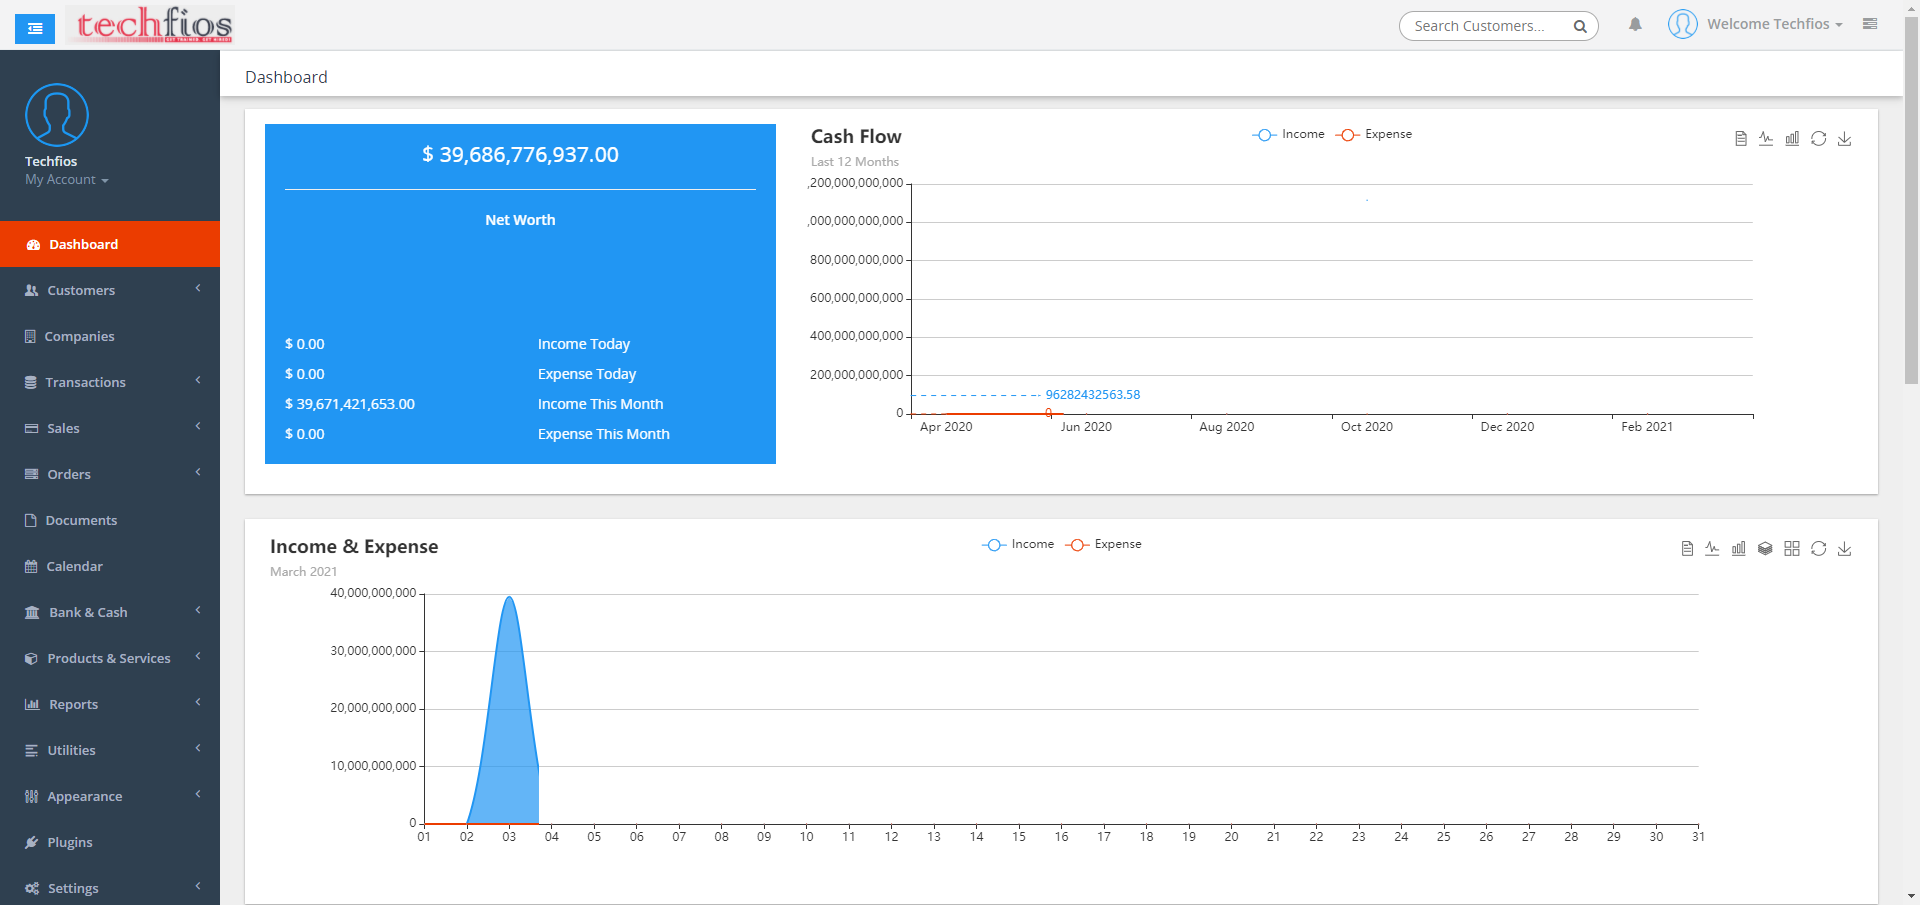 techfios
GET TRAINED. GET HIRED!
Search Customers...
Welcome Techfios
Techfios
My Account
Dashboard
Customers
Companies
Transactions
Sales
Orders
Documents
Calendar
Bank & Cash
Products & Services
Reports
Utilities
Appearance
Plugins
Settings
Dashboard
$ 39,686,776,937.00
Net Worth
$ 0.00 Income Today
$ 0.00 Expense Today
$ 39,671,421,653.00 Income This Month
$ 0.00 Expense This Month
Cash Flow
Last 12 Months
Income Expense
,200,000,000,000
,000,000,000,000
800,000,000,000
600,000,000,000
400,000,000,000
200,000,000,000
96282432563.58
0 0
Apr 2020 Jun 2020 Aug 2020 Oct 2020 Dec 2020 Feb 2021
Income & Expense
March 2021
Income Expense
40,000,000,000
30,000,000,000
20,000,000,000
10,000,000,000
0
01 02 03 04 05 06 07 08 09 10 11 12 13 14 15 16 17 18 19 20 21 22 23 24 25 26 27 28 29 30 31